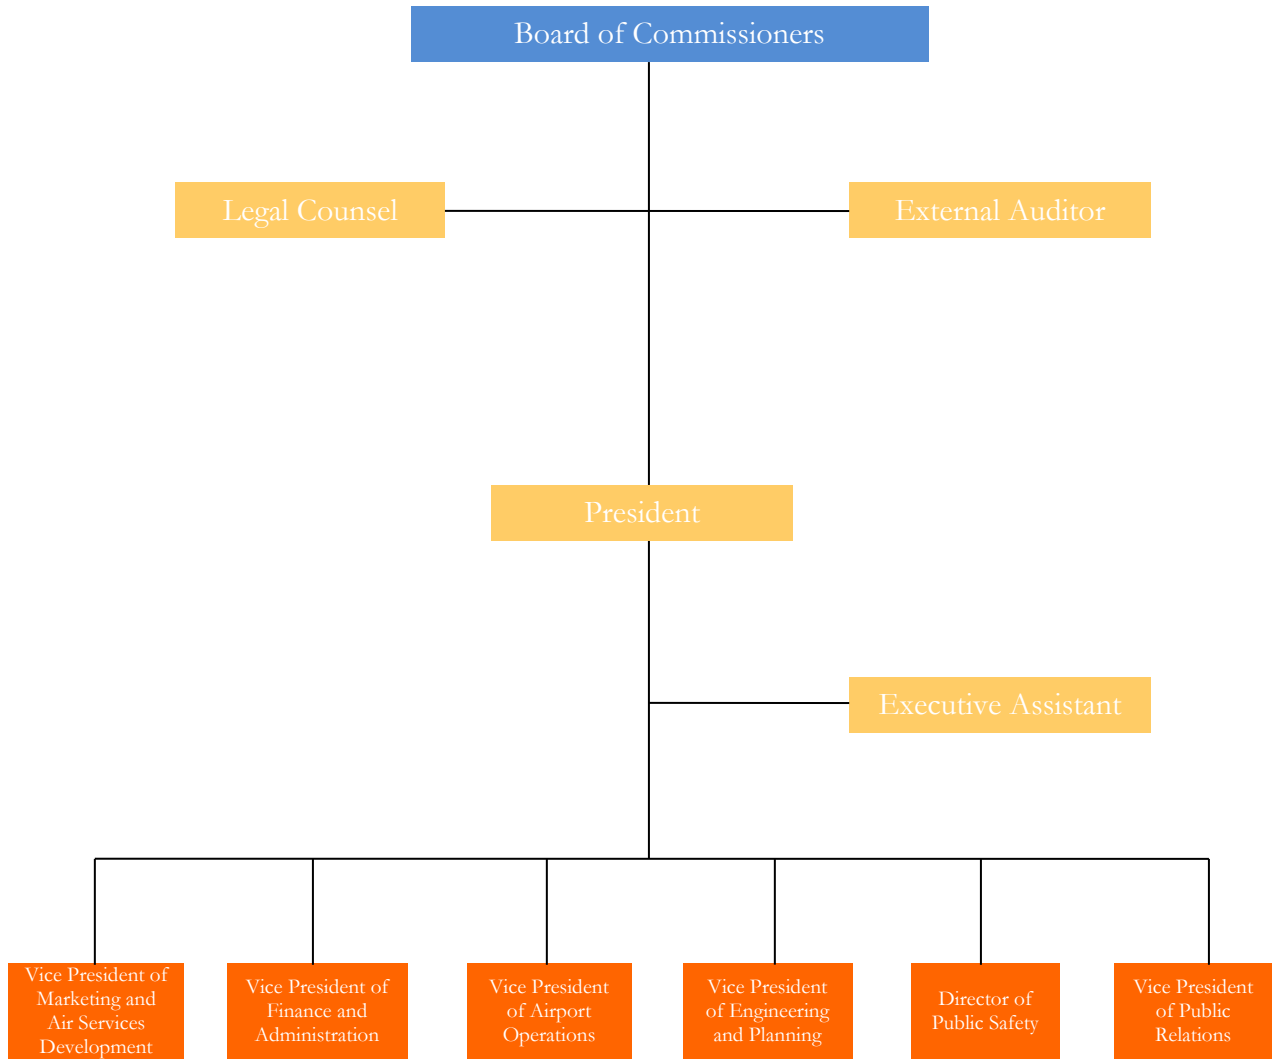 Board of Commissioners
Legal Counsel
External Auditor
President
Executive Assistant
Vice President of
Marketing and
Air Services
Development
Vice President of
Finance and
Administration
Vice President
of Airport
Operations
Vice President
of Engineering
and Planning
Director of
Public Safety
Vice President
of Public
Relations